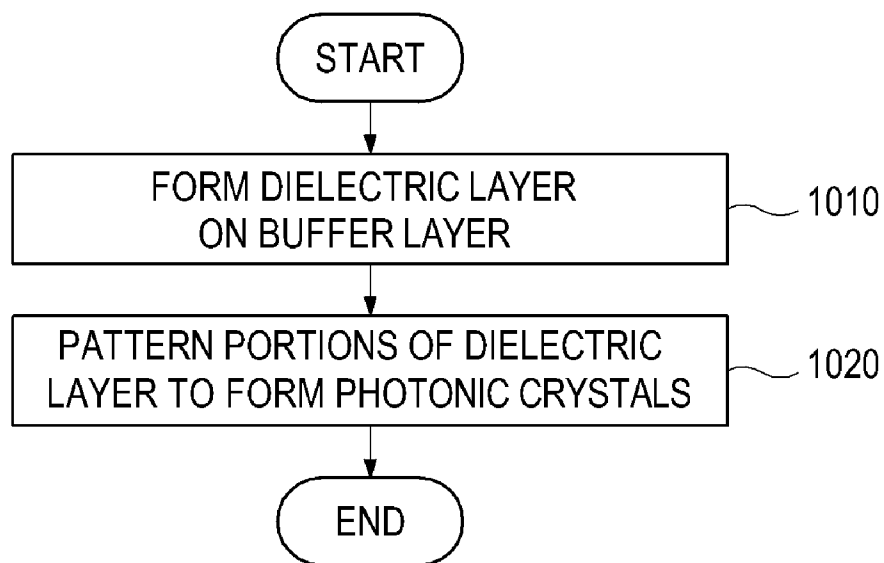 START
FORM DIELECTRIC LAYER
ON BUFFER LAYER
1010
PATTERN PORTIONS OF DIELECTRIC
LAYER TO FORM PHOTONIC CRYSTALS
1020
END